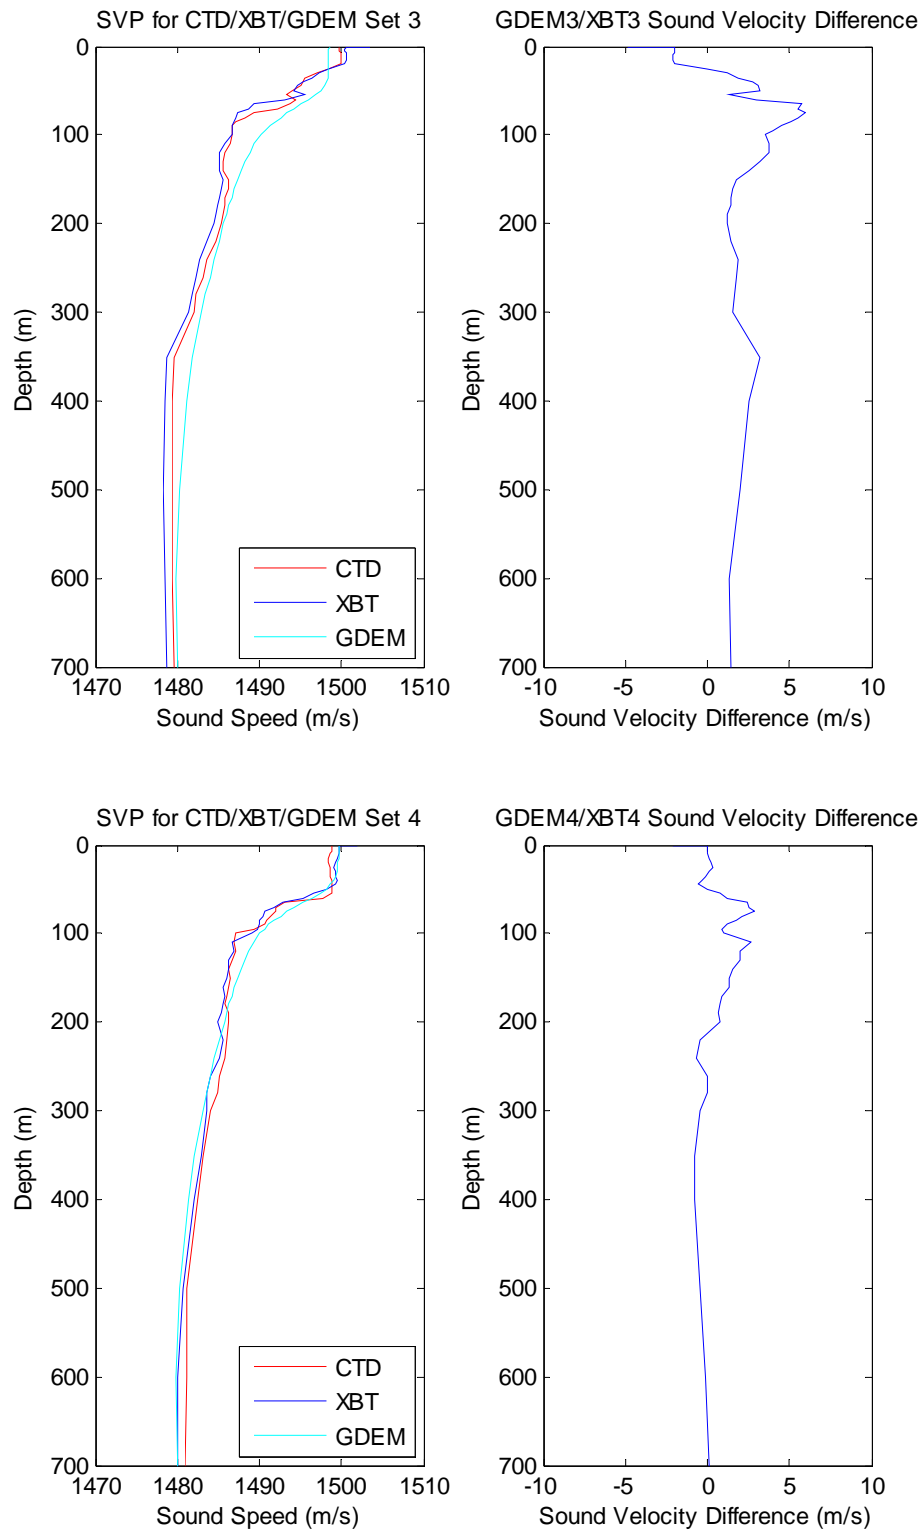 SVP for CTD/XBT/GDEM Set 3
0
100
200
300
400
500
600
700
Depth (m)
CTD
XBT
GDEM
1470 1480 1490 1500 1510
Sound Speed (m/s)
GDEM3/XBT3 Sound Velocity Difference
0
100
200
300
400
500
600
700
Depth (m)
-10 -5 0 5 10
Sound Velocity Difference (m/s)
SVP for CTD/XBT/GDEM Set 4
0
100
200
300
400
500
600
700
Depth (m)
CTD
XBT
GDEM
1470 1480 1490 1500 1510
Sound Speed (m/s)
GDEM4/XBT4 Sound Velocity Difference
0
100
200
300
400
500
600
700
Depth (m)
-10 -5 0 5 10
Sound Velocity Difference (m/s)